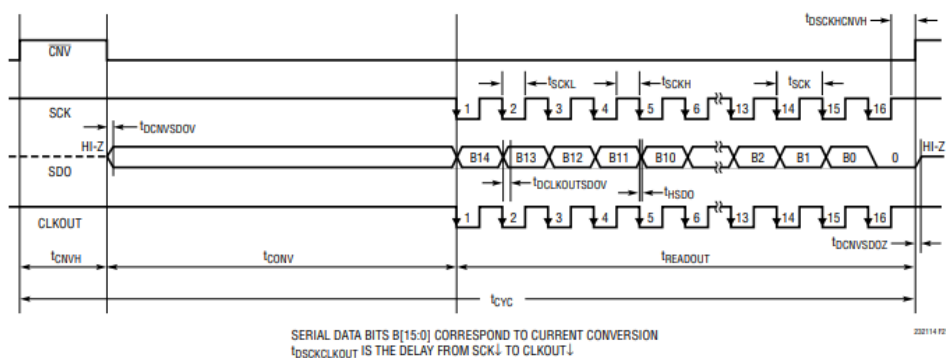 tDSCKHCNVH
CNV
tSCKL tSCKH tSCK
SCK 1 2 3 4 5 6 13 14 15 16
tDCNVSDOV
HI-Z HI-Z
SDO B14 B13 B12 B11 B10 B2 B1 B0 0
tDCLKOUTSDOV tHSDO
CLKOUT 1 2 3 4 5 6 13 14 15 16
tDCNVSDOZ
tCNVH tCONV tREADOUT
tCYC
SERIAL DATA BITS B[15:0] CORRESPOND TO CURRENT CONVERSION
tDSCKCLKOUT IS THE DELAY FROM SCK↓ TO CLKOUT↓
232114 F2